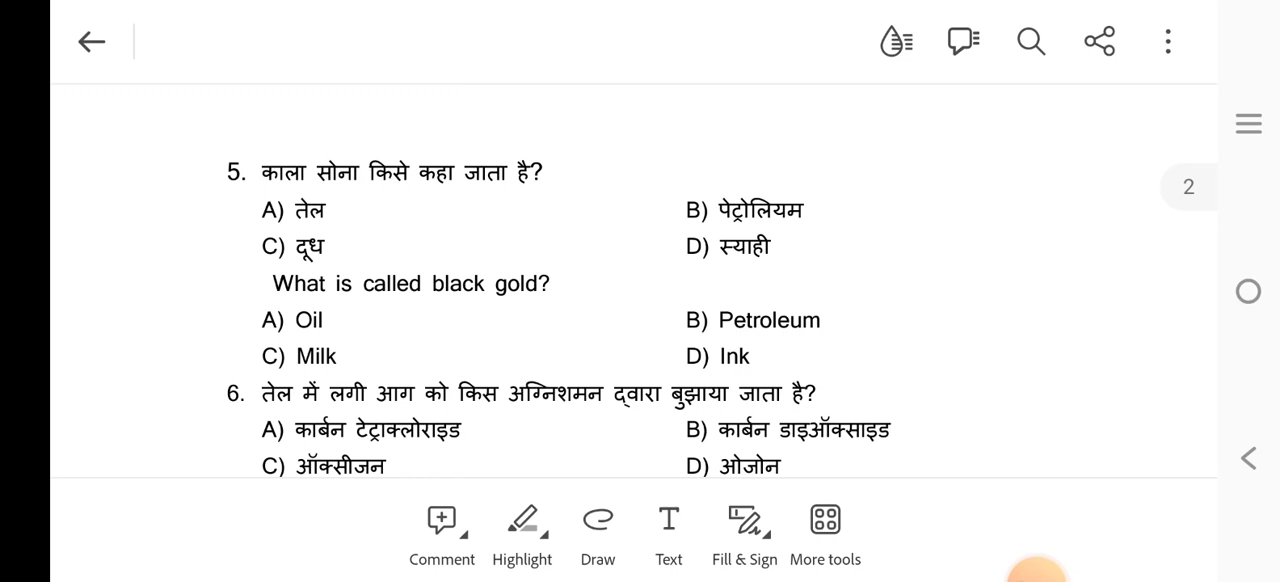 2
5. काला सोना किसे कहा जाता है?
A) तेल B) पेट्रोलियम
C) दूध D) स्याही
What is called black gold?
A) Oil B) Petroleum
C) Milk D) Ink
6. तेल में लगी आग को किस अग्निशमन द्वारा बुझाया जाता है?
A) कार्बन टेट्राक्लोराइड B) कार्बन डाइऑक्साइड
C) ऑक्सीजन D) ओजोन
Comment Highlight Draw Text Fill & Sign More tools